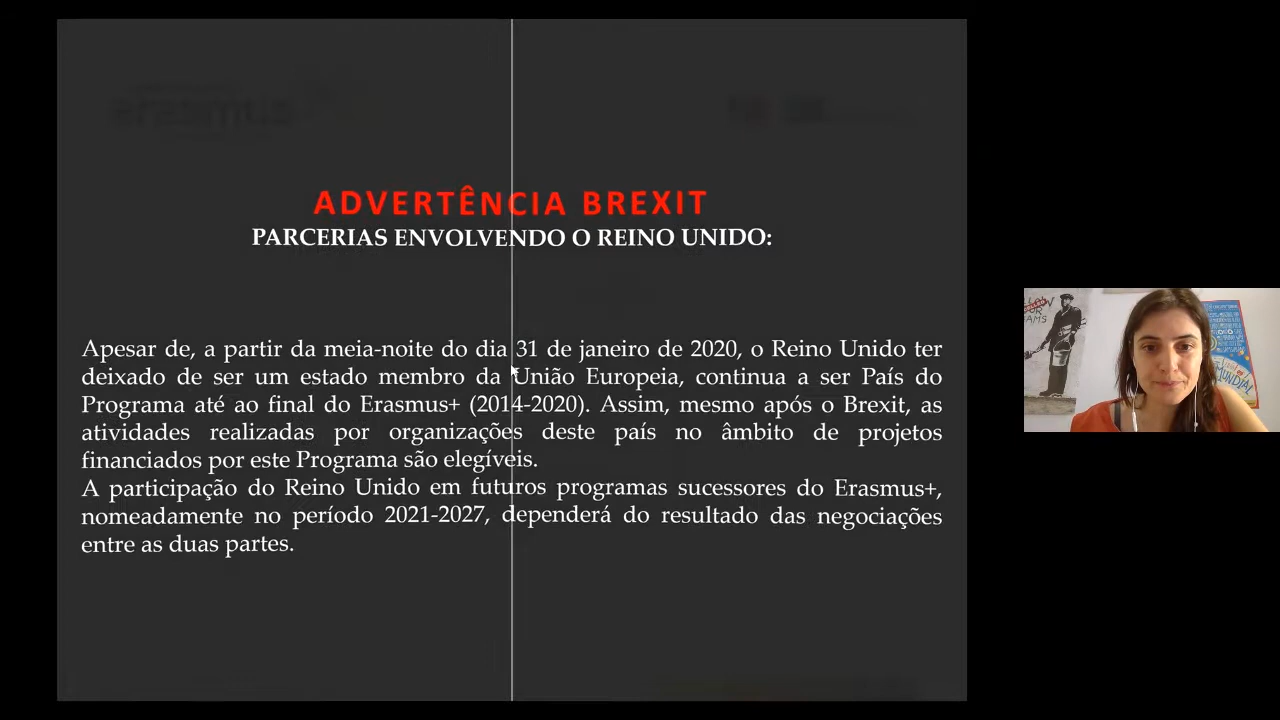 ADVERTÊNCIA BREXIT
PARCERIAS ENVOLVENDO O REINO UNIDO:
Apesar de, a partir da meia-noite do dia 31 de janeiro de 2020, o Reino Unido ter
deixado de ser um estado membro da União Europeia, continua a ser País do
Programa até ao final do Erasmus+ (2014-2020). Assim, mesmo após o Brexit, as
atividades realizadas por organizações deste país no âmbito de projetos
financiados por este Programa são elegíveis.
A participação do Reino Unido em futuros programas sucessores do Erasmus+,
nomeadamente no período 2021-2027, dependerá do resultado das negociações
entre as duas partes.